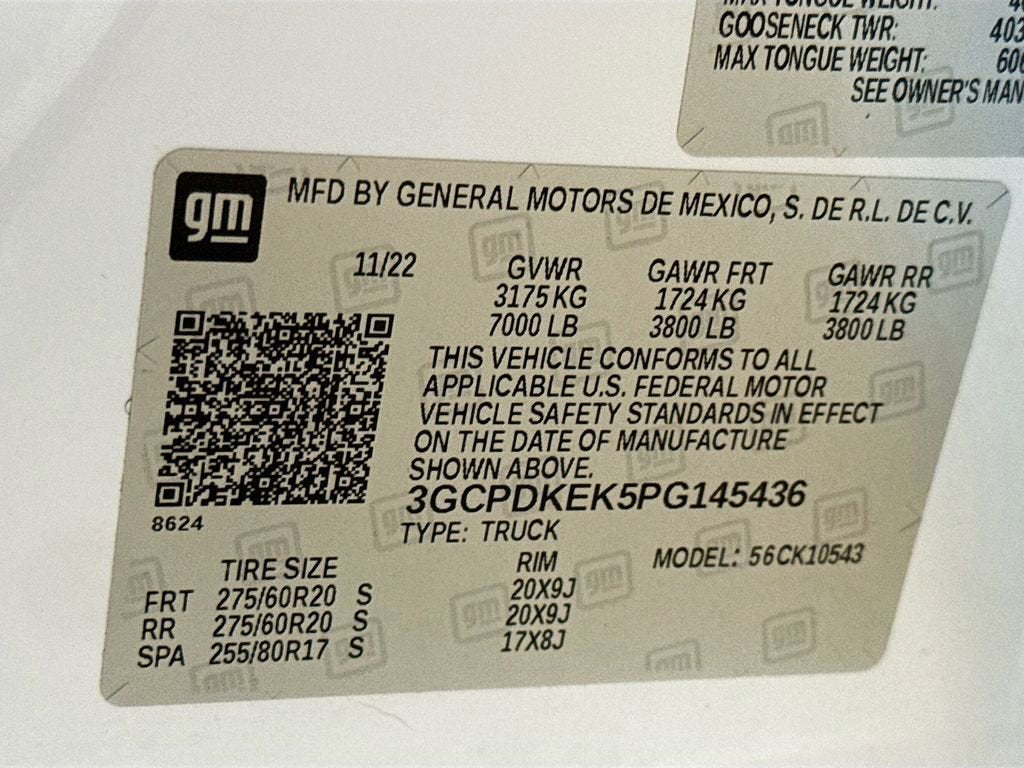 GOOSENECK TWR: 403
MAX TONGUE WEIGHT: 606
SEE OWNER'S MAN
gm
MFD BY GENERAL MOTORS DE MEXICO, S. DE R.L. DE C.V.
11/22 GVWR GAWR FRT GAWR RR
3175 KG 1724 KG 1724 KG
7000 LB 3800 LB 3800 LB
THIS VEHICLE CONFORMS TO ALL
APPLICABLE U.S. FEDERAL MOTOR
VEHICLE SAFETY STANDARDS IN EFFECT
ON THE DATE OF MANUFACTURE
SHOWN ABOVE.
3GCPDKEK5PG145436
8624
TYPE: TRUCK
MODEL: 56CK10543
TIRE SIZE RIM
FRT 275/60R20 S 20X9J
RR 275/60R20 S 20X9J
SPA 255/80R17 S 17X8J